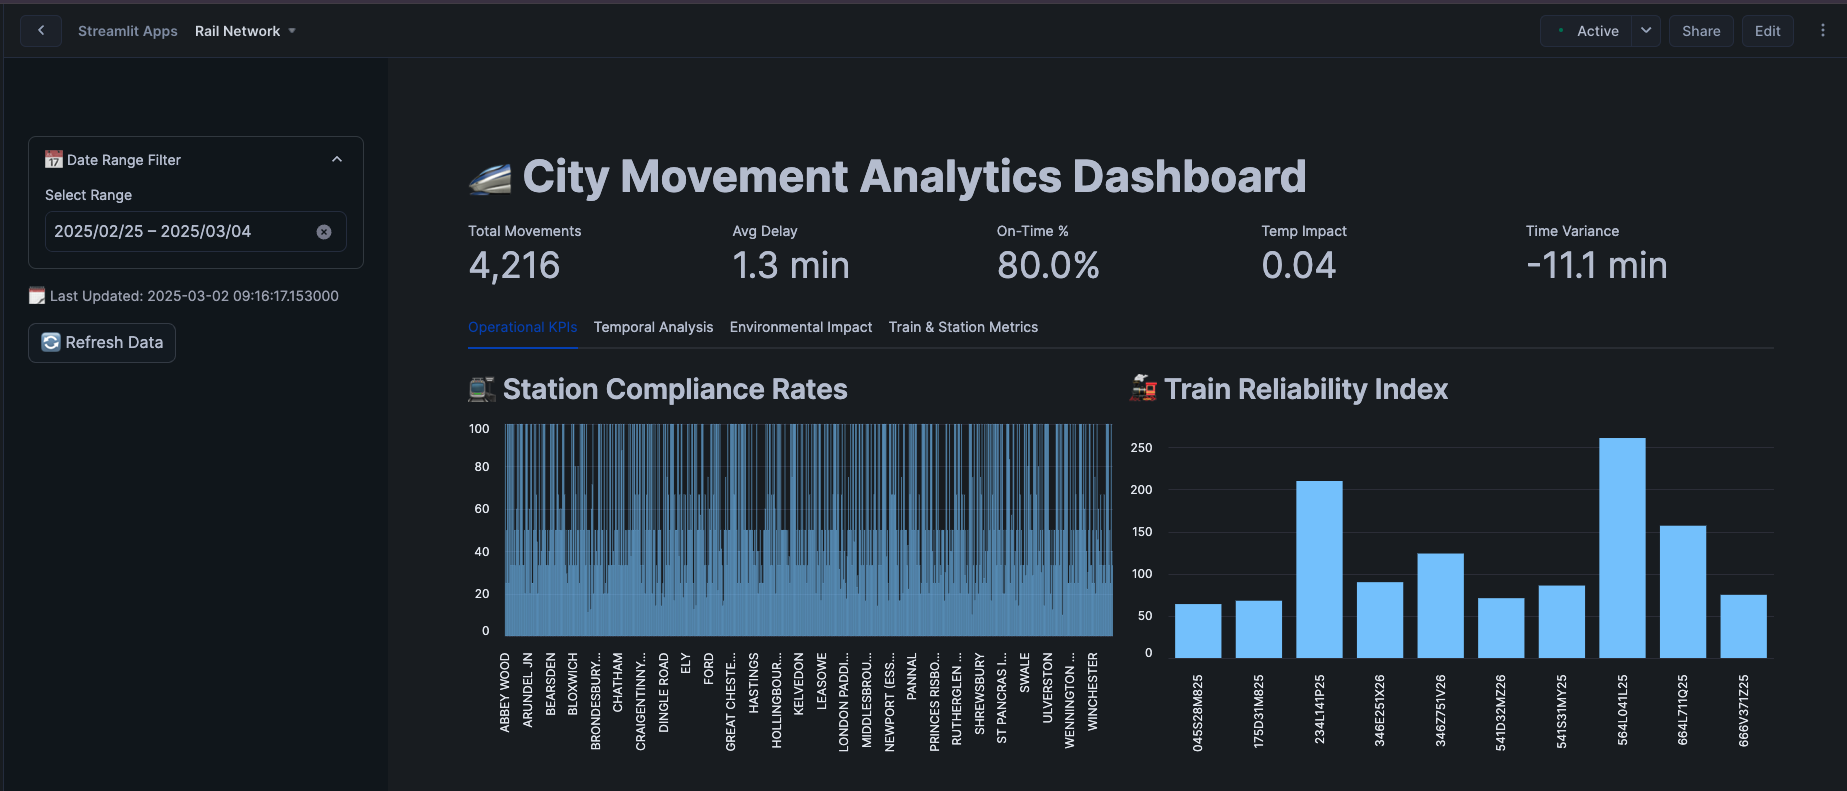 Streamlit Apps Rail Network
Active
Share
Edit
17 Date Range Filter
Select Range
2025/02/25 – 2025/03/04
Last Updated: 2025-03-02 09:16:17.153000
Refresh Data
City Movement Analytics Dashboard
Total Movements
4,216
Avg Delay
1.3 min
On-Time %
80.0%
Temp Impact
0.04
Time Variance
-11.1 min
Operational KPIs Temporal Analysis Environmental Impact Train & Station Metrics
Station Compliance Rates
100
80
60
40
20
0
ABBEY WOOD
ARUNDEL JN
BEARSDEN
BLOXWICH
BRONDESBURY...
CHATHAM
CRAIGENTINNY...
DINGLE ROAD
ELY
FORD
GREAT CHESTE...
HASTINGS
HOLLINGBOUR...
KELVEDON
LEASOWE
LONDON PADDI...
MIDDLESBROU...
NEWPORT (ESS...
PANNAL
PRINCES RISBO...
RUTHERGLEN ...
SHREWSBURY
ST PANCRAS I...
SWALE
ULVERSTON
WENNINGTON ...
WINCHESTER
Train Reliability Index
250
200
150
100
50
0
045S28M825
175D31M825
234L141P25
346E251X26
346Z751V26
541D32MZ26
541S31MY25
564L041L25
664L711Q25
666V371Z25